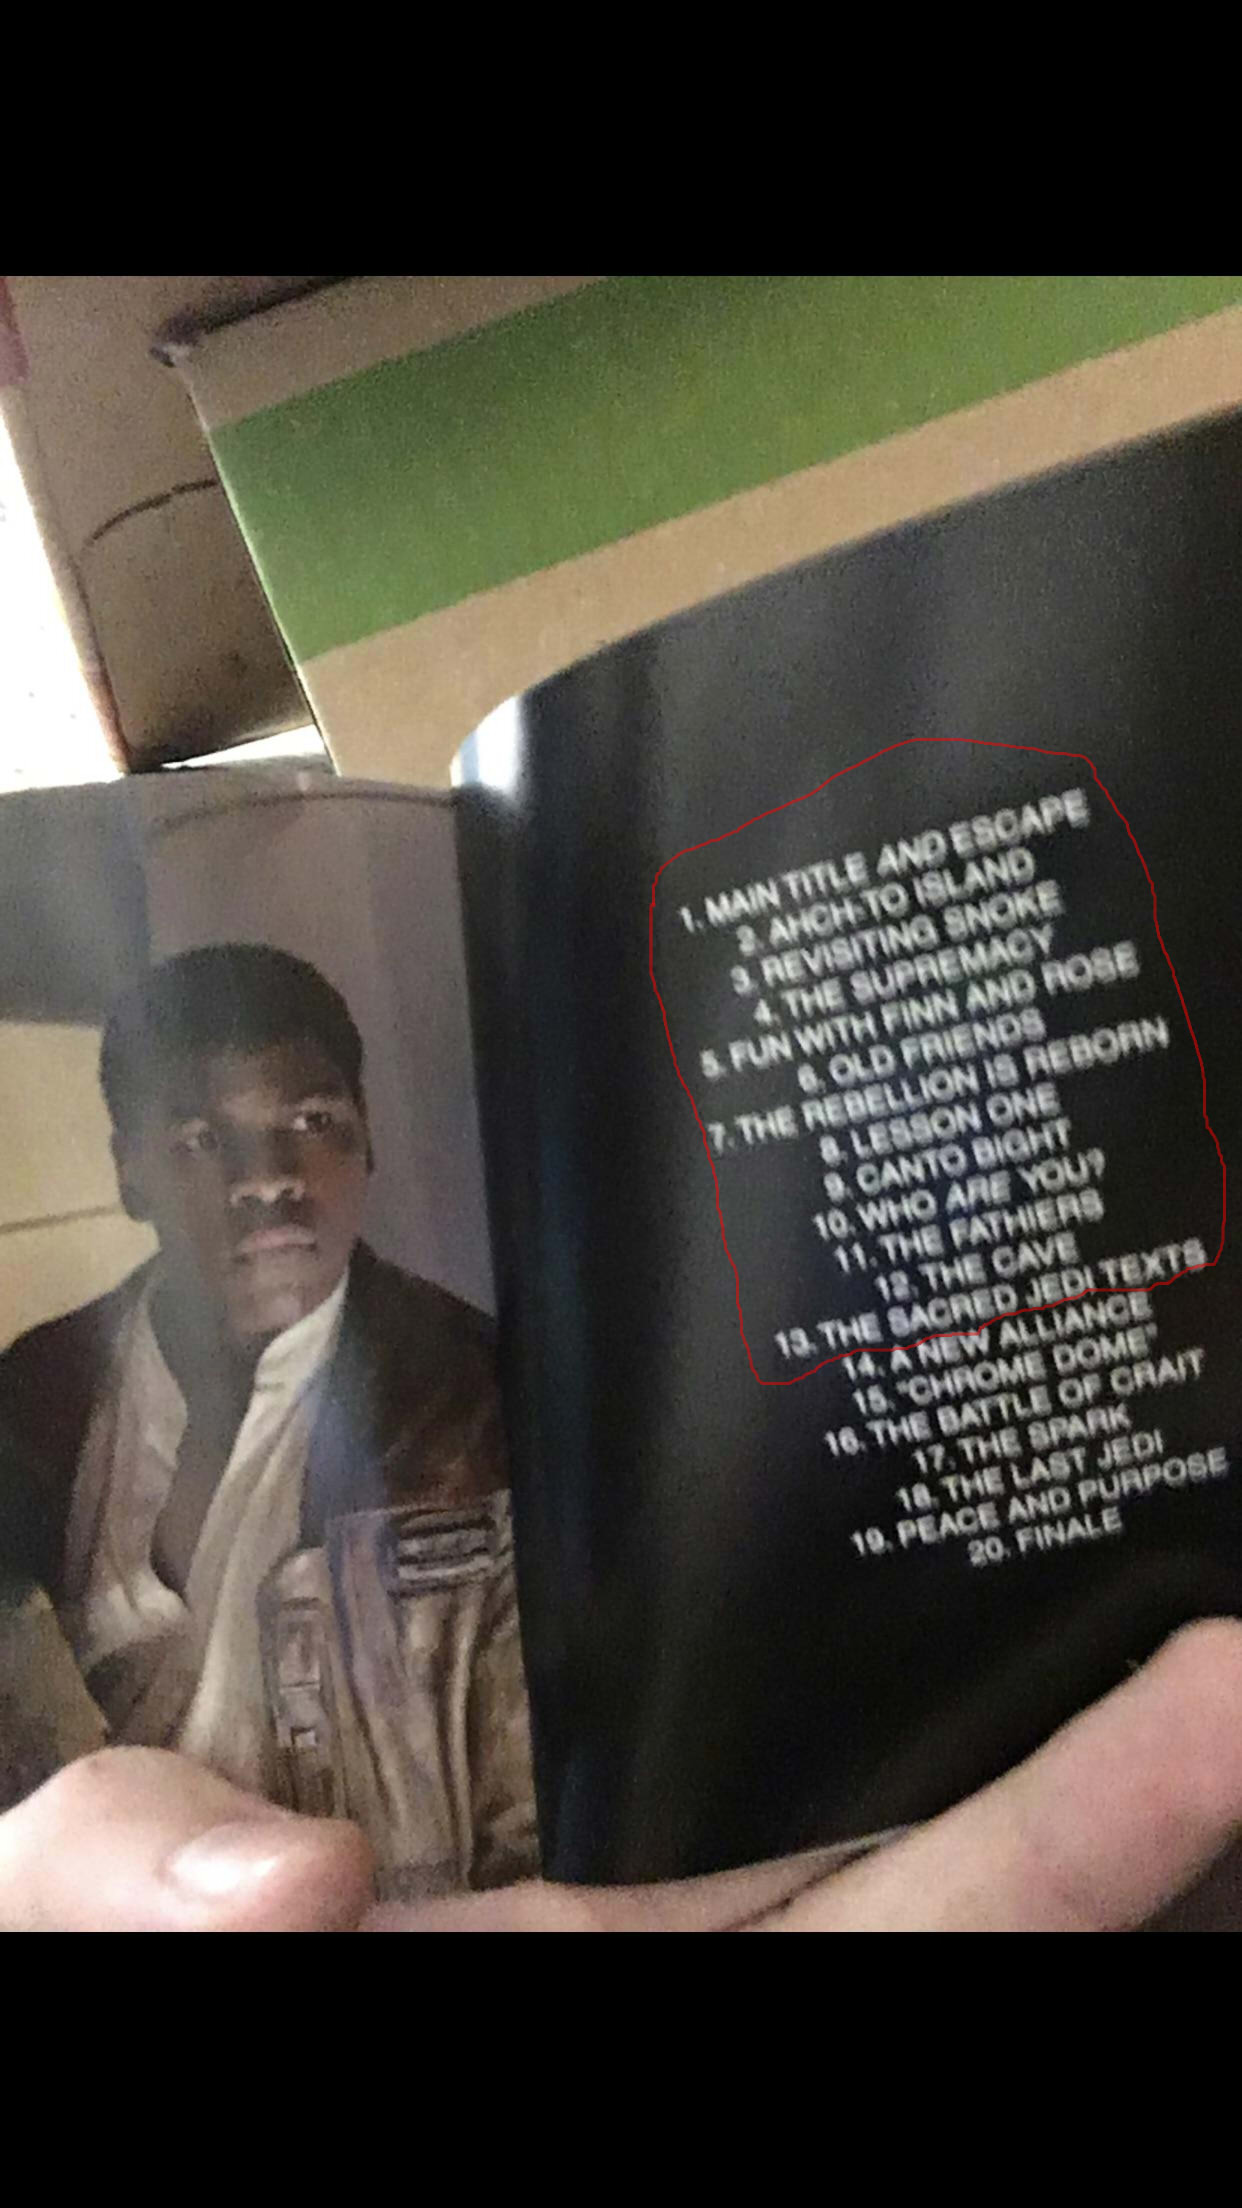 1. MAIN TITLE AND ESCAPE
2. AHCH-TO ISLAND
3. REVISITING SNOKE
4. THE SUPREMACY
5. FUN WITH FINN AND ROSE
6. OLD FRIENDS
7. THE REBELLION IS REBORN
8. LESSON ONE
9. CANTO BIGHT
10. WHO ARE YOU?
11. THE FATHIERS
12. THE CAVE
13. THE SACRED JEDI TEXTS
14. A NEW ALLIANCE
15. "CHROME DOME"
16. THE BATTLE OF CRAIT
17. THE SPARK
18. THE LAST JEDI
19. PEACE AND PURPOSE
20. FINALE